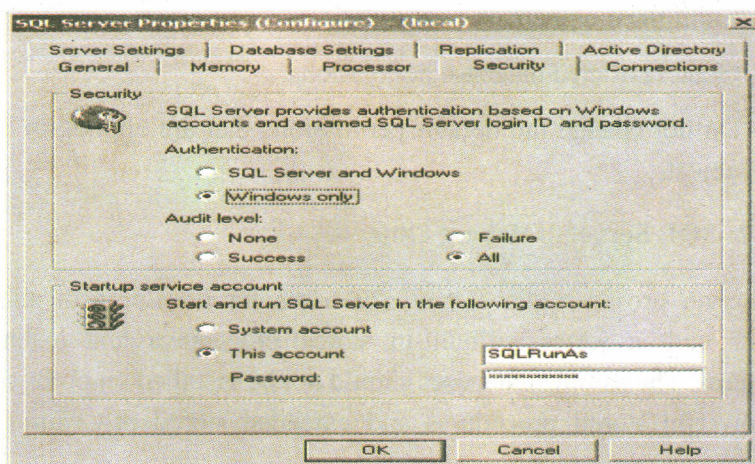 SQL Server Properties (Configure) - (local)
Server Settings Database Settings Replication Active Directory
General Memory Processor Security Connections
Security
SQL Server provides authentication based on Windows
accounts and a named SQL Server login ID and password.
Authentication:
SQL Server and Windows
Windows only
Audit level:
None Failure
Success All
Startup service account
Start and run SQL Server in the following account:
System account
This account SQLRunAs
Password: ************
OK Cancel Help